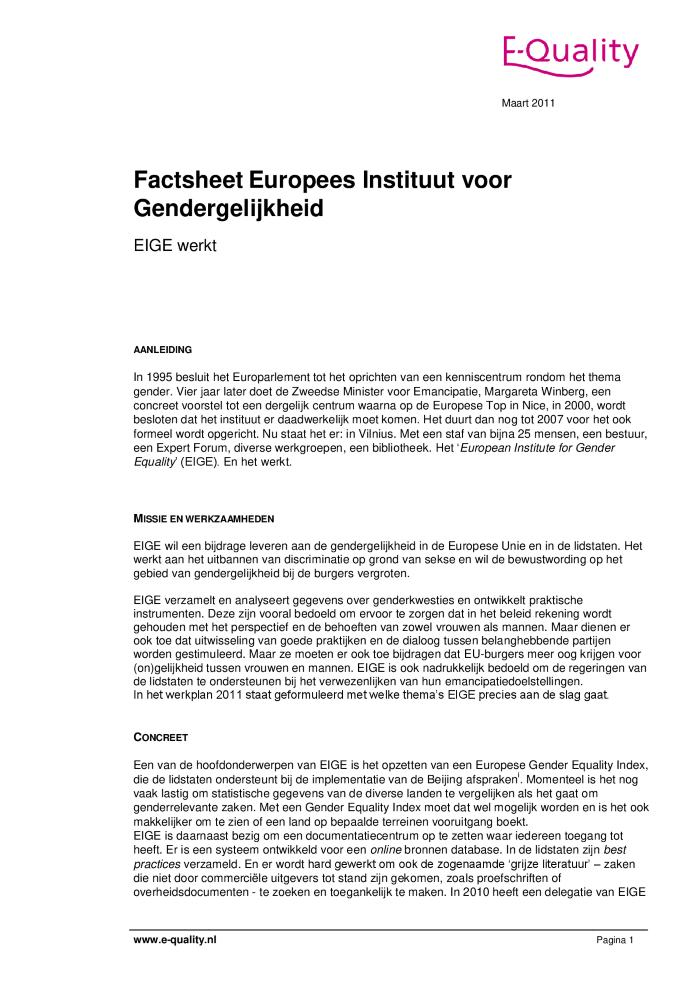 E-Quality
Maart 2011
Factsheet Europees Instituut voor
Gendergelijkheid
EIGE werkt
AANLEIDING
In 1995 besluit het Europarlement tot het oprichten van een kenniscentrum rondom het thema
gender. Vier jaar later doet de Zweedse Minister voor Emancipatie, Margareta Winberg, een
concreet voorstel tot een dergelijk centrum waarna op de Europese Top in Nice, in 2000, wordt
besloten dat het instituut er daadwerkelijk moet komen. Het duurt dan nog tot 2007 voor het ook
formeel wordt opgericht. Nu staat het er: in Vilnius. Met een staf van bijna 25 mensen, een bestuur,
een Expert Forum, diverse werkgroepen, een bibliotheek. Het 'European Institute for Gender
Equality' (EIGE). En het werkt.
MISSIE EN WERKZAAMHEDEN
EIGE wil een bijdrage leveren aan de gendergelijkheid in de Europese Unie en in de lidstaten. Het
werkt aan het uitbannen van discriminatie op grond van sekse en wil de bewustwording op het
gebied van gendergelijkheid bij de burgers vergroten.
EIGE verzamelt en analyseert gegevens over genderkwesties en ontwikkelt praktische
instrumenten. Deze zijn vooral bedoeld om ervoor te zorgen dat in het beleid rekening wordt
gehouden met het perspectief en de behoeften van zowel vrouwen als mannen. Maar dienen er
ook toe dat uitwisseling van goede praktijken en de dialoog tussen belanghebbende partijen
worden gestimuleerd. Maar ze moeten er ook toe bijdragen dat EU-burgers meer oog krijgen voor
(on)gelijkheid tussen vrouwen en mannen. EIGE is ook nadrukkelijk bedoeld om de regeringen van
de lidstaten te ondersteunen bij het verwezenlijken van hun emancipatiedoelstellingen.
In het werkplan 2011 staat geformuleerd met welke thema's EIGE precies aan de slag gaat.
CONCREET
Een van de hoofdonderwerpen van EIGE is het opzetten van een Europese Gender Equality Index,
die de lidstaten ondersteunt bij de implementatie van de Beijing afsprakenⁱ. Momenteel is het nog
vaak lastig om statistische gegevens van de diverse landen te vergelijken als het gaat om
genderrelevante zaken. Met een Gender Equality Index moet dat wel mogelijk worden en is het ook
makkelijker om te zien of een land op bepaalde terreinen vooruitgang boekt.
EIGE is daarnaast bezig om een documentatiecentrum op te zetten waar iedereen toegang tot
heeft. Er is een systeem ontwikkeld voor een online bronnen database. In de lidstaten zijn best
practices verzameld. En er wordt hard gewerkt om ook de zogenaamde 'grijze literatuur' – zaken
die niet door commerciële uitgevers tot stand zijn gekomen, zoals proefschriften of
overheidsdocumenten - te zoeken en toegankelijk te maken. In 2010 heeft een delegatie van EIGE
www.e-quality.nl
Pagina 1